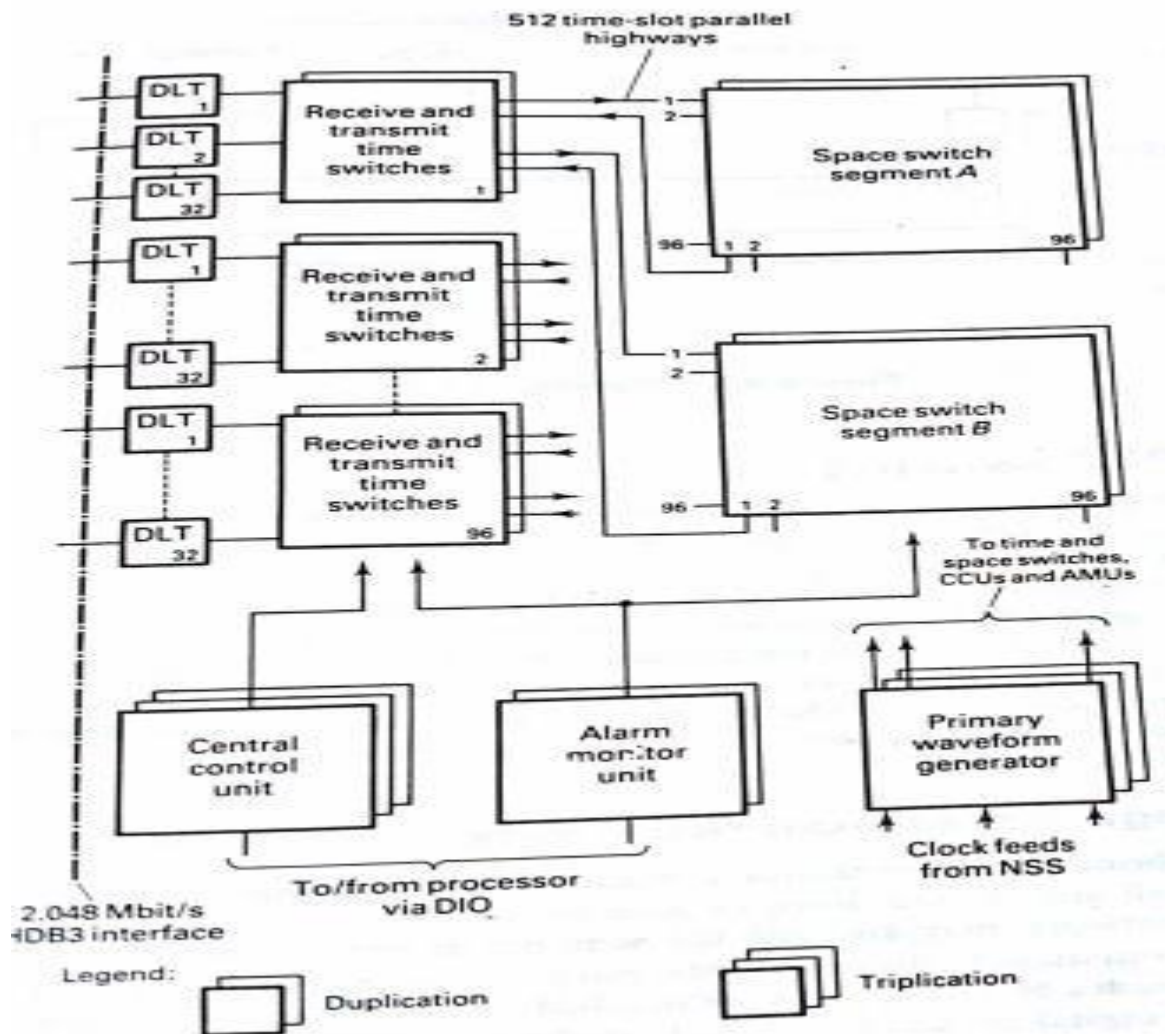 512 time-slot parallel
highways
DLT
1
DLT
2
DLT
32
Receive and
transmit
time
switches
1
1
2
96
1
2
96
Space switch
segment A
DLT
1
DLT
32
Receive and
transmit
time
switches
2
DLT
1
DLT
32
Receive and
transmit
time
switches
96
1
2
96
1
2
96
Space switch
segment B
To time and
space switches,
CCUs and AMUs
Central
control
unit
Alarm
monitor
unit
Primary
waveform
generator
Clock feeds
from NSS
To/from processor
via DIO
2.048 Mbit/s
HDB3 interface
Legend:
Duplication
Triplication